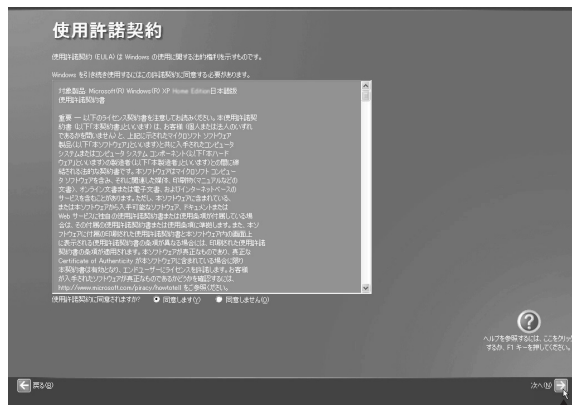 使用許諾契約
使用許諾契約 (EULA) は Windows の使用に関する法的権利を示すものです。
Windows を引き続き使用するにはこの許諾契約に同意する必要があります。
対象製品: Microsoft(R) Windows(R) XP Home Edition日本語版
使用許諾契約書
重要 ― 以下のライセンス契約書を注意してお読みください。本使用許諾契
約書 (以下「本契約書」といいます) は、お客様 (個人または法人のいずれ
であるかを問いません) と、上記に示されたマイクロソフト ソフトウェア
製品 (以下「本ソフトウェア」といいます) と共に入手されたコンピュータ
システムまたはコンピュータ システム コンポーネント (以下「本ハード
ウェア」といいます) の製造者 (以下「本製造者」といいます) との間に締
結される法的な契約書です。本ソフトウェアはマイクロソフト コンピュー
タ ソフトウェアを含み、それに関連した媒体、印刷物 (マニュアルなどの
文書)、オンライン文書または電子文書、およびインターネットベースの
サービスを含むことがあります。ただし、本ソフトウェアに含まれている、
または本ソフトウェアから入手可能なソフトウェア、ドキュメントまたは
Web サービスに独自の使用許諾契約書または使用条項が付属している場
合は、その付属の使用許諾契約書または使用条項に準拠します。また、本ソ
フトウェアに付属の印刷された使用許諾契約書と本ソフトウェア内の画面上
に表示される使用許諾契約書の条項が異なる場合には、印刷された使用許諾
契約書の条項が適用されます。本ソフトウェアが真正なものであり、真正な
Certificate of Authenticity が本ソフトウェアに含まれている場合に限り
本契約書は有効となり、エンドユーザーにライセンスを許諾します。お客様
が入手されたソフトウェアが真正なものであるかどうかを確認するには、
http://www.microsoft.com/piracy/howtotell をご参照ください。
使用許諾契約に同意されますか? 同意します(Y) 同意しません(O)
ヘルプを参照するには、ここをクリッ
クするか、F1 キーを押してください。
戻る(B)
次へ(N)